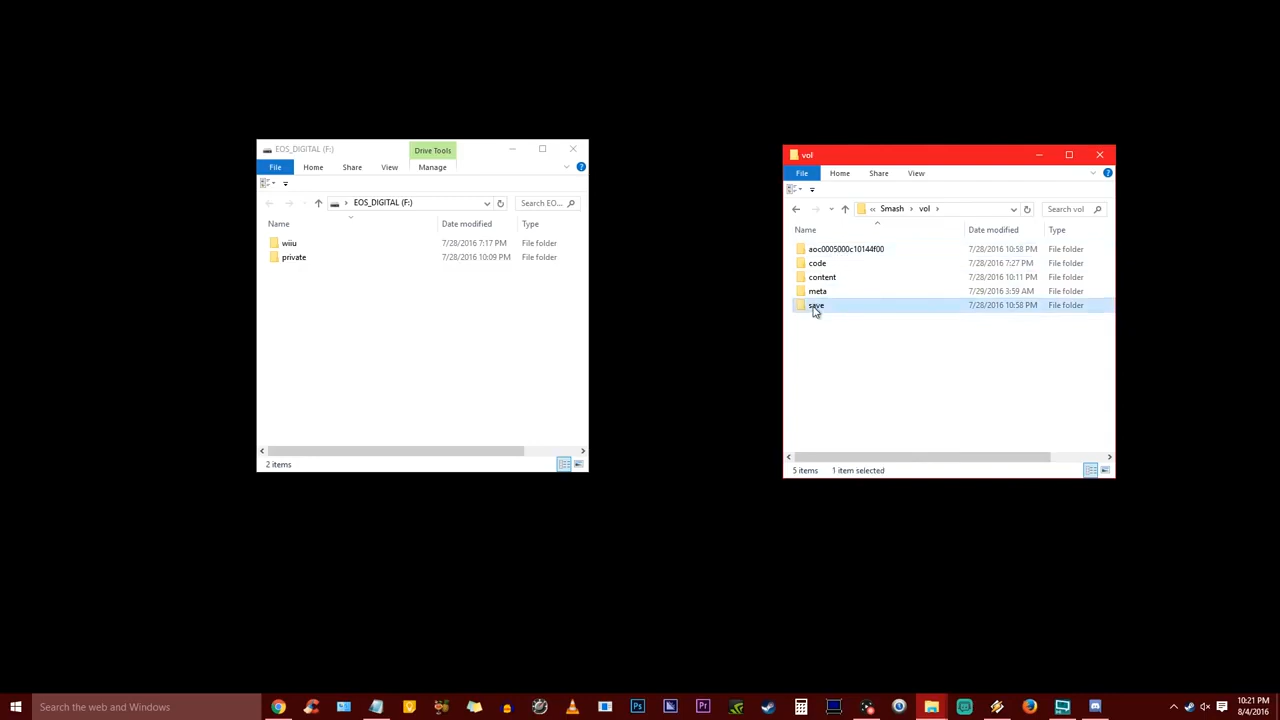 EOS_DIGITAL (F:)
Drive Tools
File Home Share View Manage
EOS_DIGITAL (F:)
Search EO...
Name Date modified Type
wiiu 7/28/2016 7:17 PM File folder
private 7/28/2016 10:09 PM File folder
2 items
vol
File Home Share View
« Smash › vol ›
Search vol
Name Date modified Type
aoc0005000c10144f00 7/28/2016 10:58 PM File folder
code 7/28/2016 7:27 PM File folder
content 7/28/2016 10:11 PM File folder
meta 7/29/2016 3:59 AM File folder
save 7/28/2016 10:58 PM File folder
5 items 1 item selected
Search the web and Windows
Ps
Pr
10:21 PM
8/4/2016